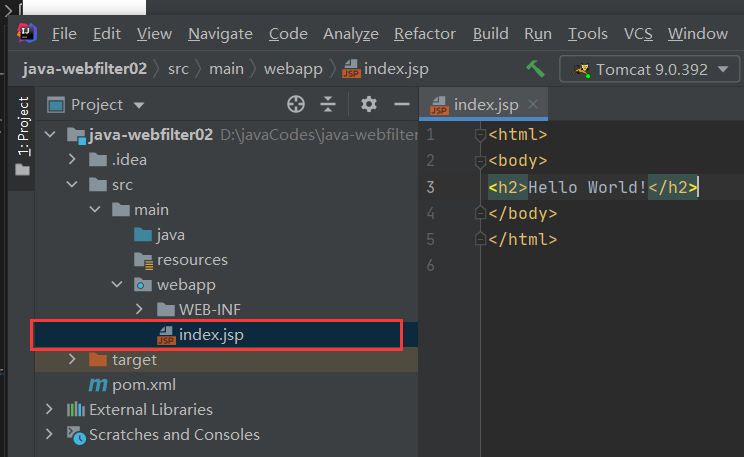 File Edit View Navigate Code Analyze Refactor Build Run Tools VCS Window
java-webfilter02 src main webapp index.jsp Tomcat 9.0.392
1: Project
Project
java-webfilter02 D:\javaCodes\java-webfilter
.idea
src
main
java
resources
webapp
WEB-INF
index.jsp
target
pom.xml
External Libraries
Scratches and Consoles
index.jsp
1 <html>
2 <body>
3 <h2>Hello World!</h2>
4 </body>
5 </html>
6